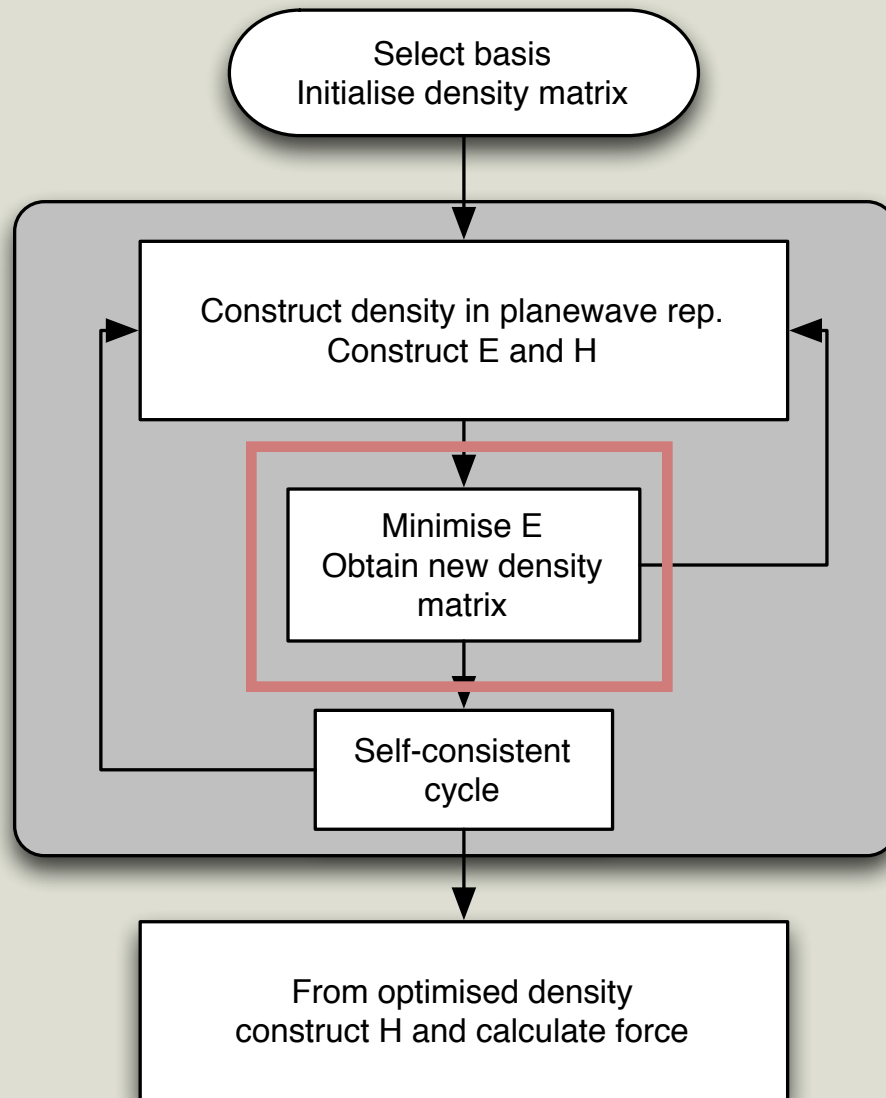 Select basis
Initialise density matrix
Construct density in planewave rep.
Construct E and H
Minimise E
Obtain new density
matrix
Self-consistent
cycle
From optimised density
construct H and calculate force